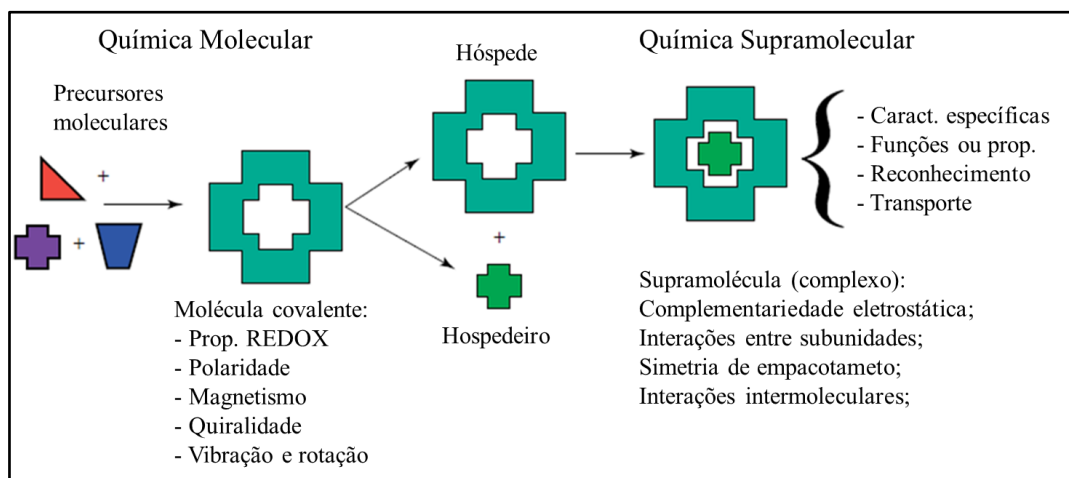 Química Molecular
Precursores
moleculares
+
+
Molécula covalente:
- Prop. REDOX
- Polaridade
- Magnetismo
- Quiralidade
- Vibração e rotação
Hóspede
+
Hospedeiro
Química Supramolecular
- Caract. específicas
- Funções ou prop.
- Reconhecimento
- Transporte
Supramolécula (complexo):
Complementariedade eletrostática;
Interações entre subunidades;
Simetria de empacotameto;
Interações intermoleculares;